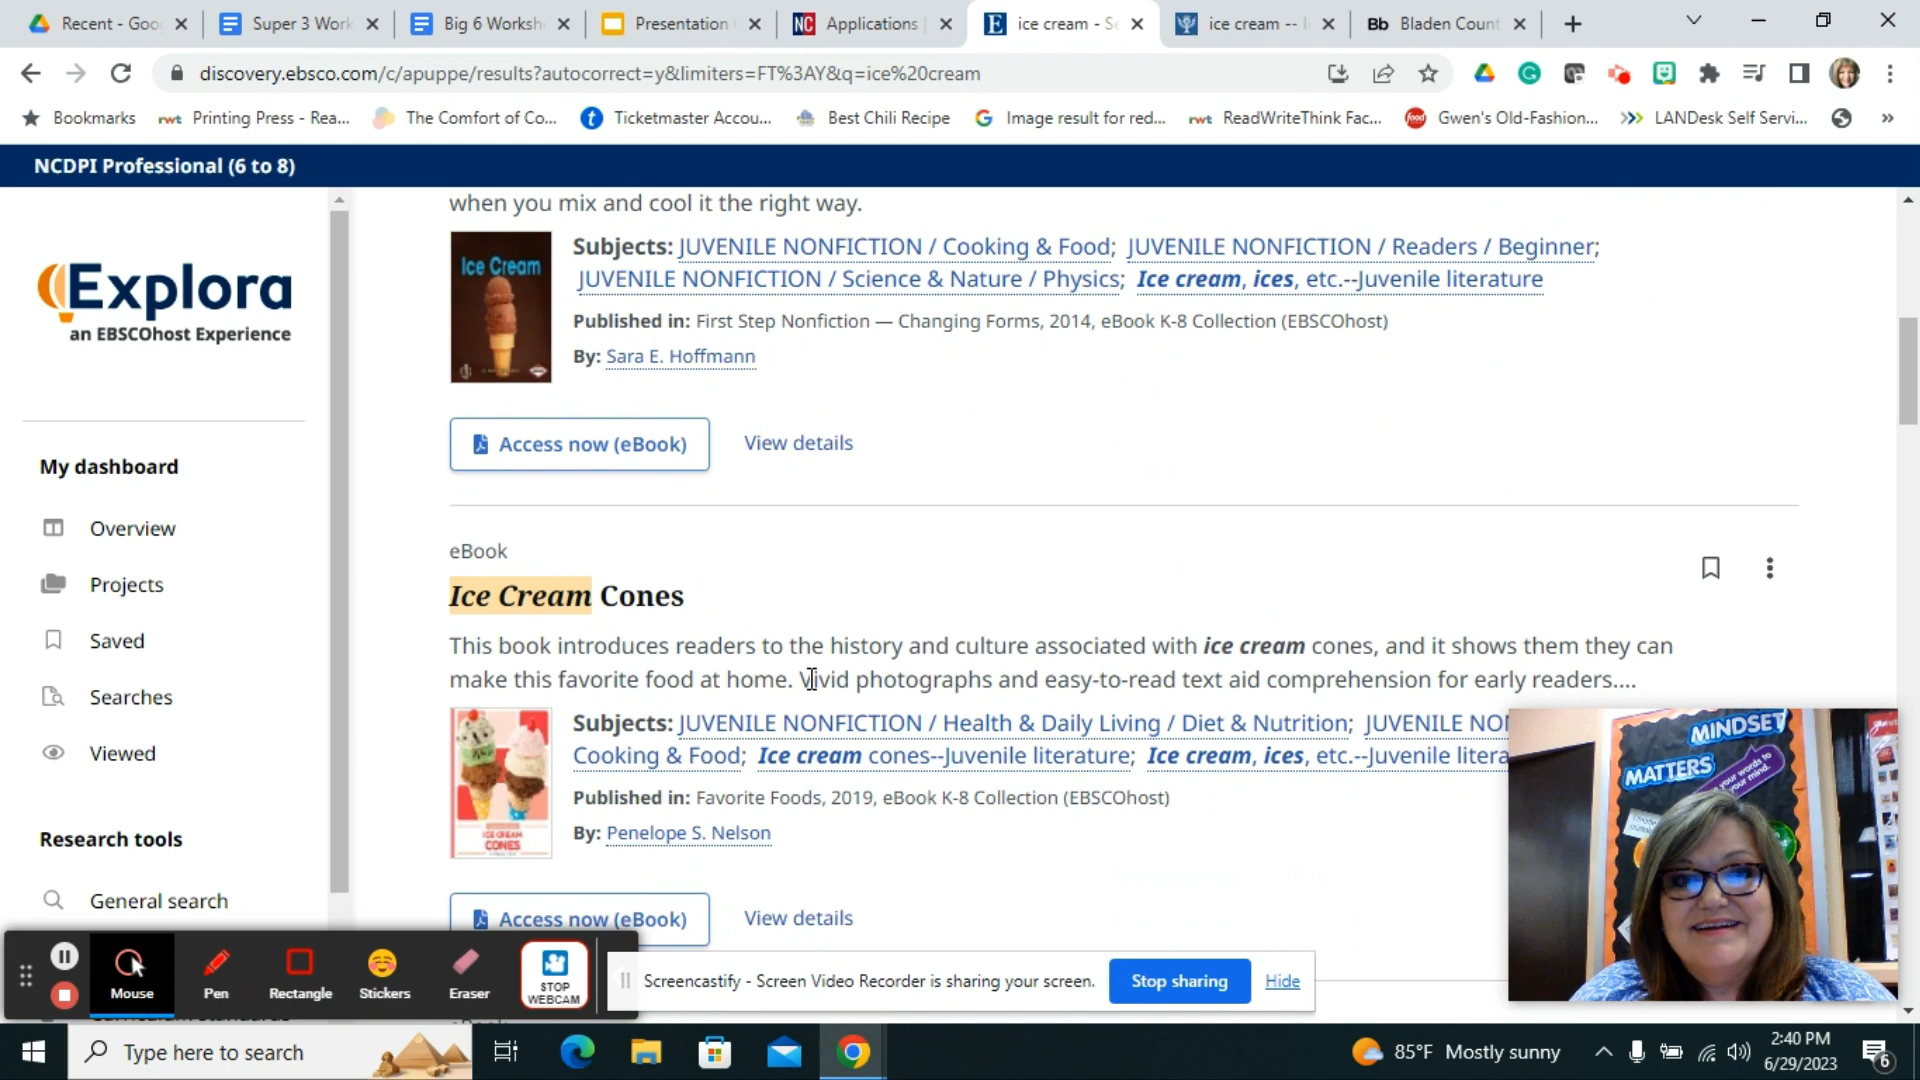 Recent - Goo
Super 3 Work
Big 6 Worksh
Presentation
Applications
ice cream - Se
ice cream -- I
Bladen Count
discovery.ebsco.com/c/apuppe/results?autocorrect=y&limiters=FT%3AY&q=ice%20cream
Bookmarks
Printing Press - Rea...
The Comfort of Co...
Ticketmaster Accou...
Best Chili Recipe
Image result for red...
ReadWriteThink Fac...
Gwen's Old-Fashion...
LANDesk Self Servi...
NCDPI Professional (6 to 8)
Explora
an EBSCOhost Experience
My dashboard
Overview
Projects
Saved
Searches
Viewed
Research tools
General search
when you mix and cool it the right way.
Ice Cream
Subjects: JUVENILE NONFICTION / Cooking & Food; JUVENILE NONFICTION / Readers / Beginner;
JUVENILE NONFICTION / Science & Nature / Physics; Ice cream, ices, etc.--Juvenile literature
Published in: First Step Nonfiction — Changing Forms, 2014, eBook K-8 Collection (EBSCOhost)
By: Sara E. Hoffmann
Access now (eBook)
View details
eBook
Ice Cream Cones
This book introduces readers to the history and culture associated with ice cream cones, and it shows them they can
make this favorite food at home. Vivid photographs and easy-to-read text aid comprehension for early readers....
ICE CREAM
CONES
Subjects: JUVENILE NONFICTION / Health & Daily Living / Diet & Nutrition; JUVENILE NO
Cooking & Food; Ice cream cones--Juvenile literature; Ice cream, ices, etc.--Juvenile litera
Published in: Favorite Foods, 2019, eBook K-8 Collection (EBSCOhost)
By: Penelope S. Nelson
Access now (eBook)
View details
MINDSET
MATTERS
your words to
your mind.
Mouse
Pen
Rectangle
Stickers
Eraser
STOP
WEBCAM
Screencastify - Screen Video Recorder is sharing your screen.
Stop sharing
Hide
Type here to search
85°F Mostly sunny
2:40 PM
6/29/2023
6